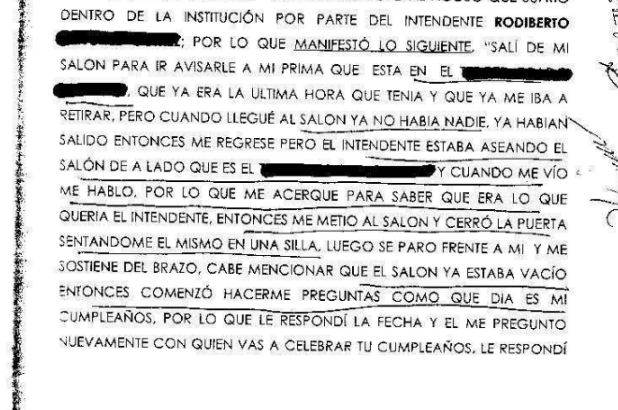 DENTRO DE LA INSTITUCIÓN POR PARTE DEL INTENDENTE RODIBERTO
; POR LO QUE MANIFESTÓ LO SIGUIENTE, "SALÍ DE MI
SALON PARA IR AVISARLE A MI PRIMA QUE ESTA EN EL
, QUE YA ERA LA ULTIMA HORA QUE TENIA Y QUE YA ME IBA A
RETIRAR, PERO CUANDO LLEGUÉ AL SALON YA NO HABIA NADIE, YA HABIAN
SALIDO ENTONCES ME REGRESE PERO EL INTENDENTE ESTABA ASEANDO EL
SALÓN DE A LADO QUE ES EL Y CUANDO ME VÍO
ME HABLO, POR LO QUE ME ACERQUE PARA SABER QUE ERA LO QUE
QUERIA EL INTENDENTE, ENTONCES ME METIO AL SALON Y CERRÓ LA PUERTA
SENTANDOME EL MISMO EN UNA SILLA, LUEGO SE PARO FRENTE A MI Y ME
SOSTIENE DEL BRAZO, CABE MENCIONAR QUE EL SALON YA ESTABA VACÍO
ENTONCES COMENZÓ HACERME PREGUNTAS COMO QUE DIA ES MI
CUMPLEAÑOS, POR LO QUE LE RESPONDÍ LA FECHA Y EL ME PREGUNTO
NUEVAMENTE CON QUIEN VAS A CELEBRAR TU CUMPLEAÑOS, LE RESPONDÍ